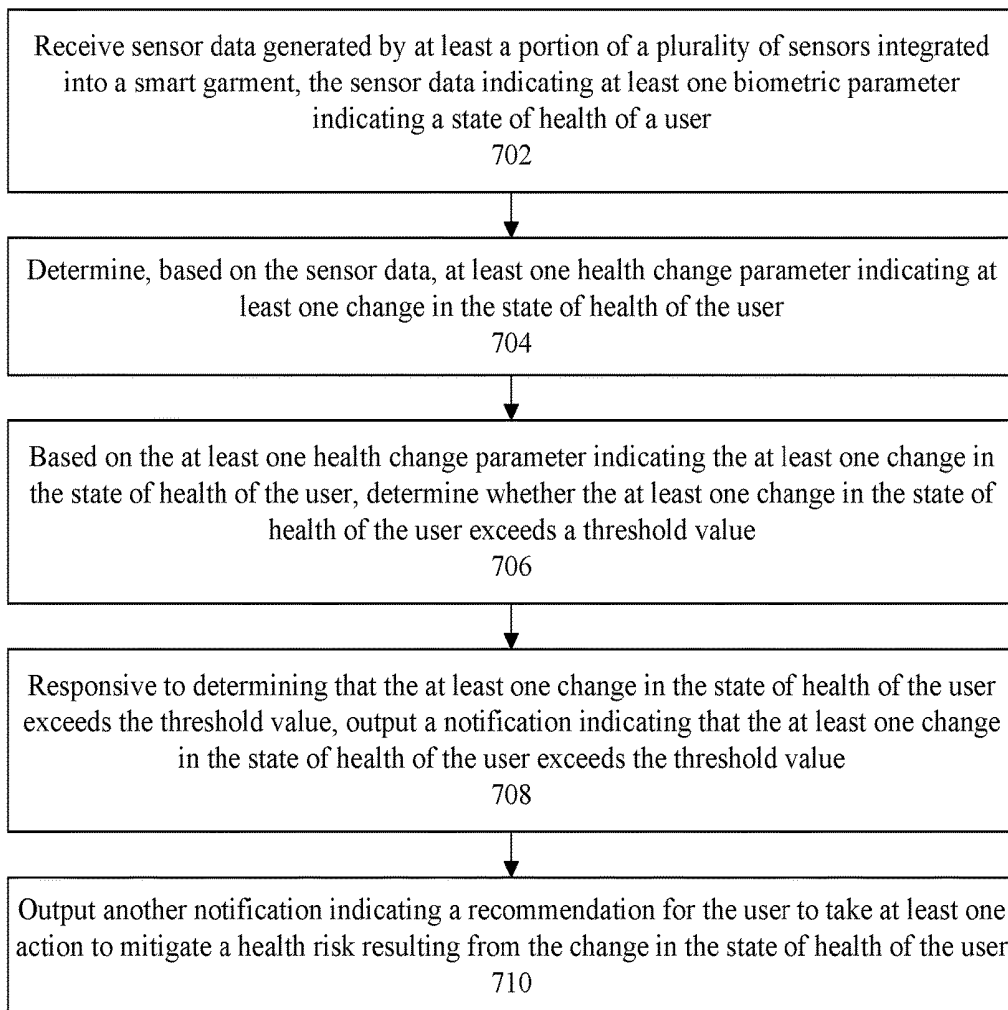 Receive sensor data generated by at least a portion of a plurality of sensors integrated
into a smart garment, the sensor data indicating at least one biometric parameter
indicating a state of health of a user
702
Determine, based on the sensor data, at least one health change parameter indicating at
least one change in the state of health of the user
704
Based on the at least one health change parameter indicating the at least one change in
the state of health of the user, determine whether the at least one change in the state of
health of the user exceeds a threshold value
706
Responsive to determining that the at least one change in the state of health of the user
exceeds the threshold value, output a notification indicating that the at least one change
in the state of health of the user exceeds the threshold value
708
Output another notification indicating a recommendation for the user to take at least one
action to mitigate a health risk resulting from the change in the state of health of the user
710